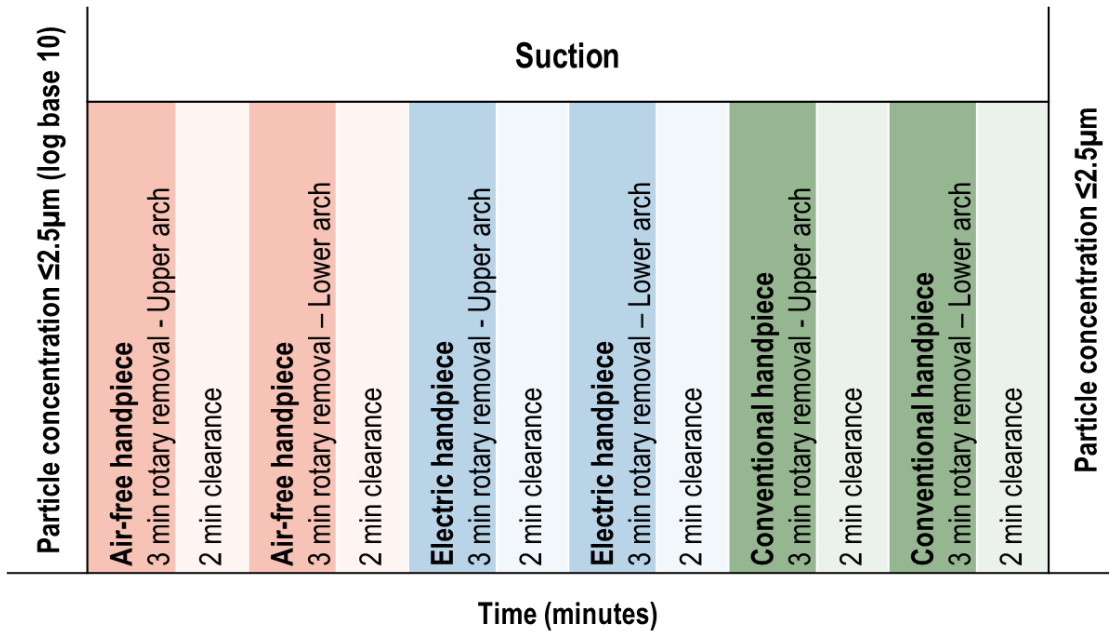 Suction
Particle concentration ≤2.5µm (log base 10)
Air-free handpiece
3 min rotary removal - Upper arch
2 min clearance
Air-free handpiece
3 min rotary removal – Lower arch
2 min clearance
Electric handpiece
3 min rotary removal - Upper arch
2 min clearance
Electric handpiece
3 min rotary removal – Lower arch
2 min clearance
Conventional handpiece
3 min rotary removal - Upper arch
2 min clearance
Conventional handpiece
3 min rotary removal – Lower arch
2 min clearance
Particle concentration ≤2.5µm
Time (minutes)